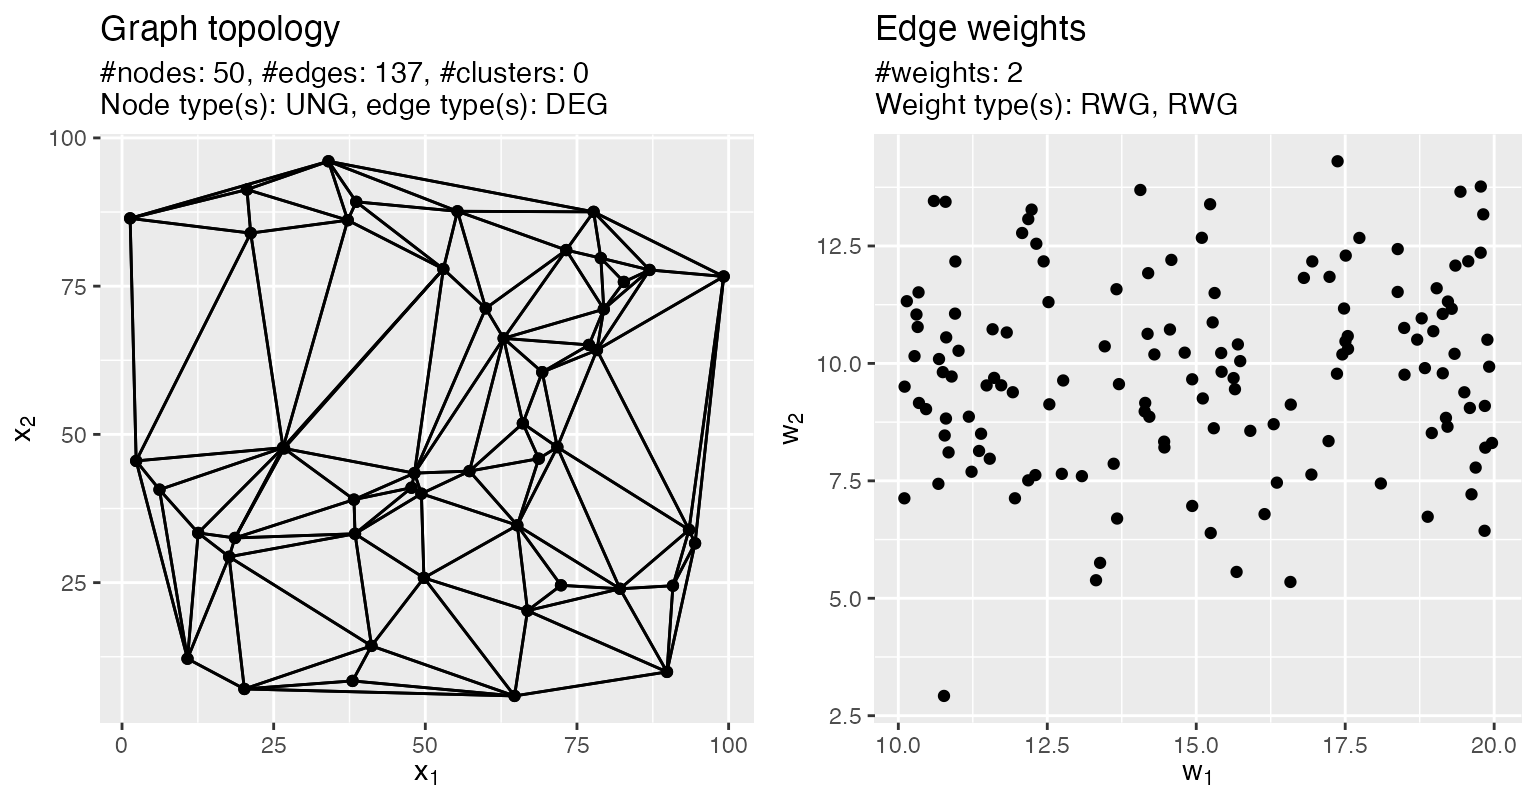 Graph topology
#nodes: 50, #edges: 137, #clusters: 0
Node type(s): UNG, edge type(s): DEG
100
75
50
25
x₂
0 25 50 75 100
x₁
Edge weights
#weights: 2
Weight type(s): RWG, RWG
12.5
10.0
7.5
5.0
2.5
w₂
10.0 12.5 15.0 17.5 20.0
w₁